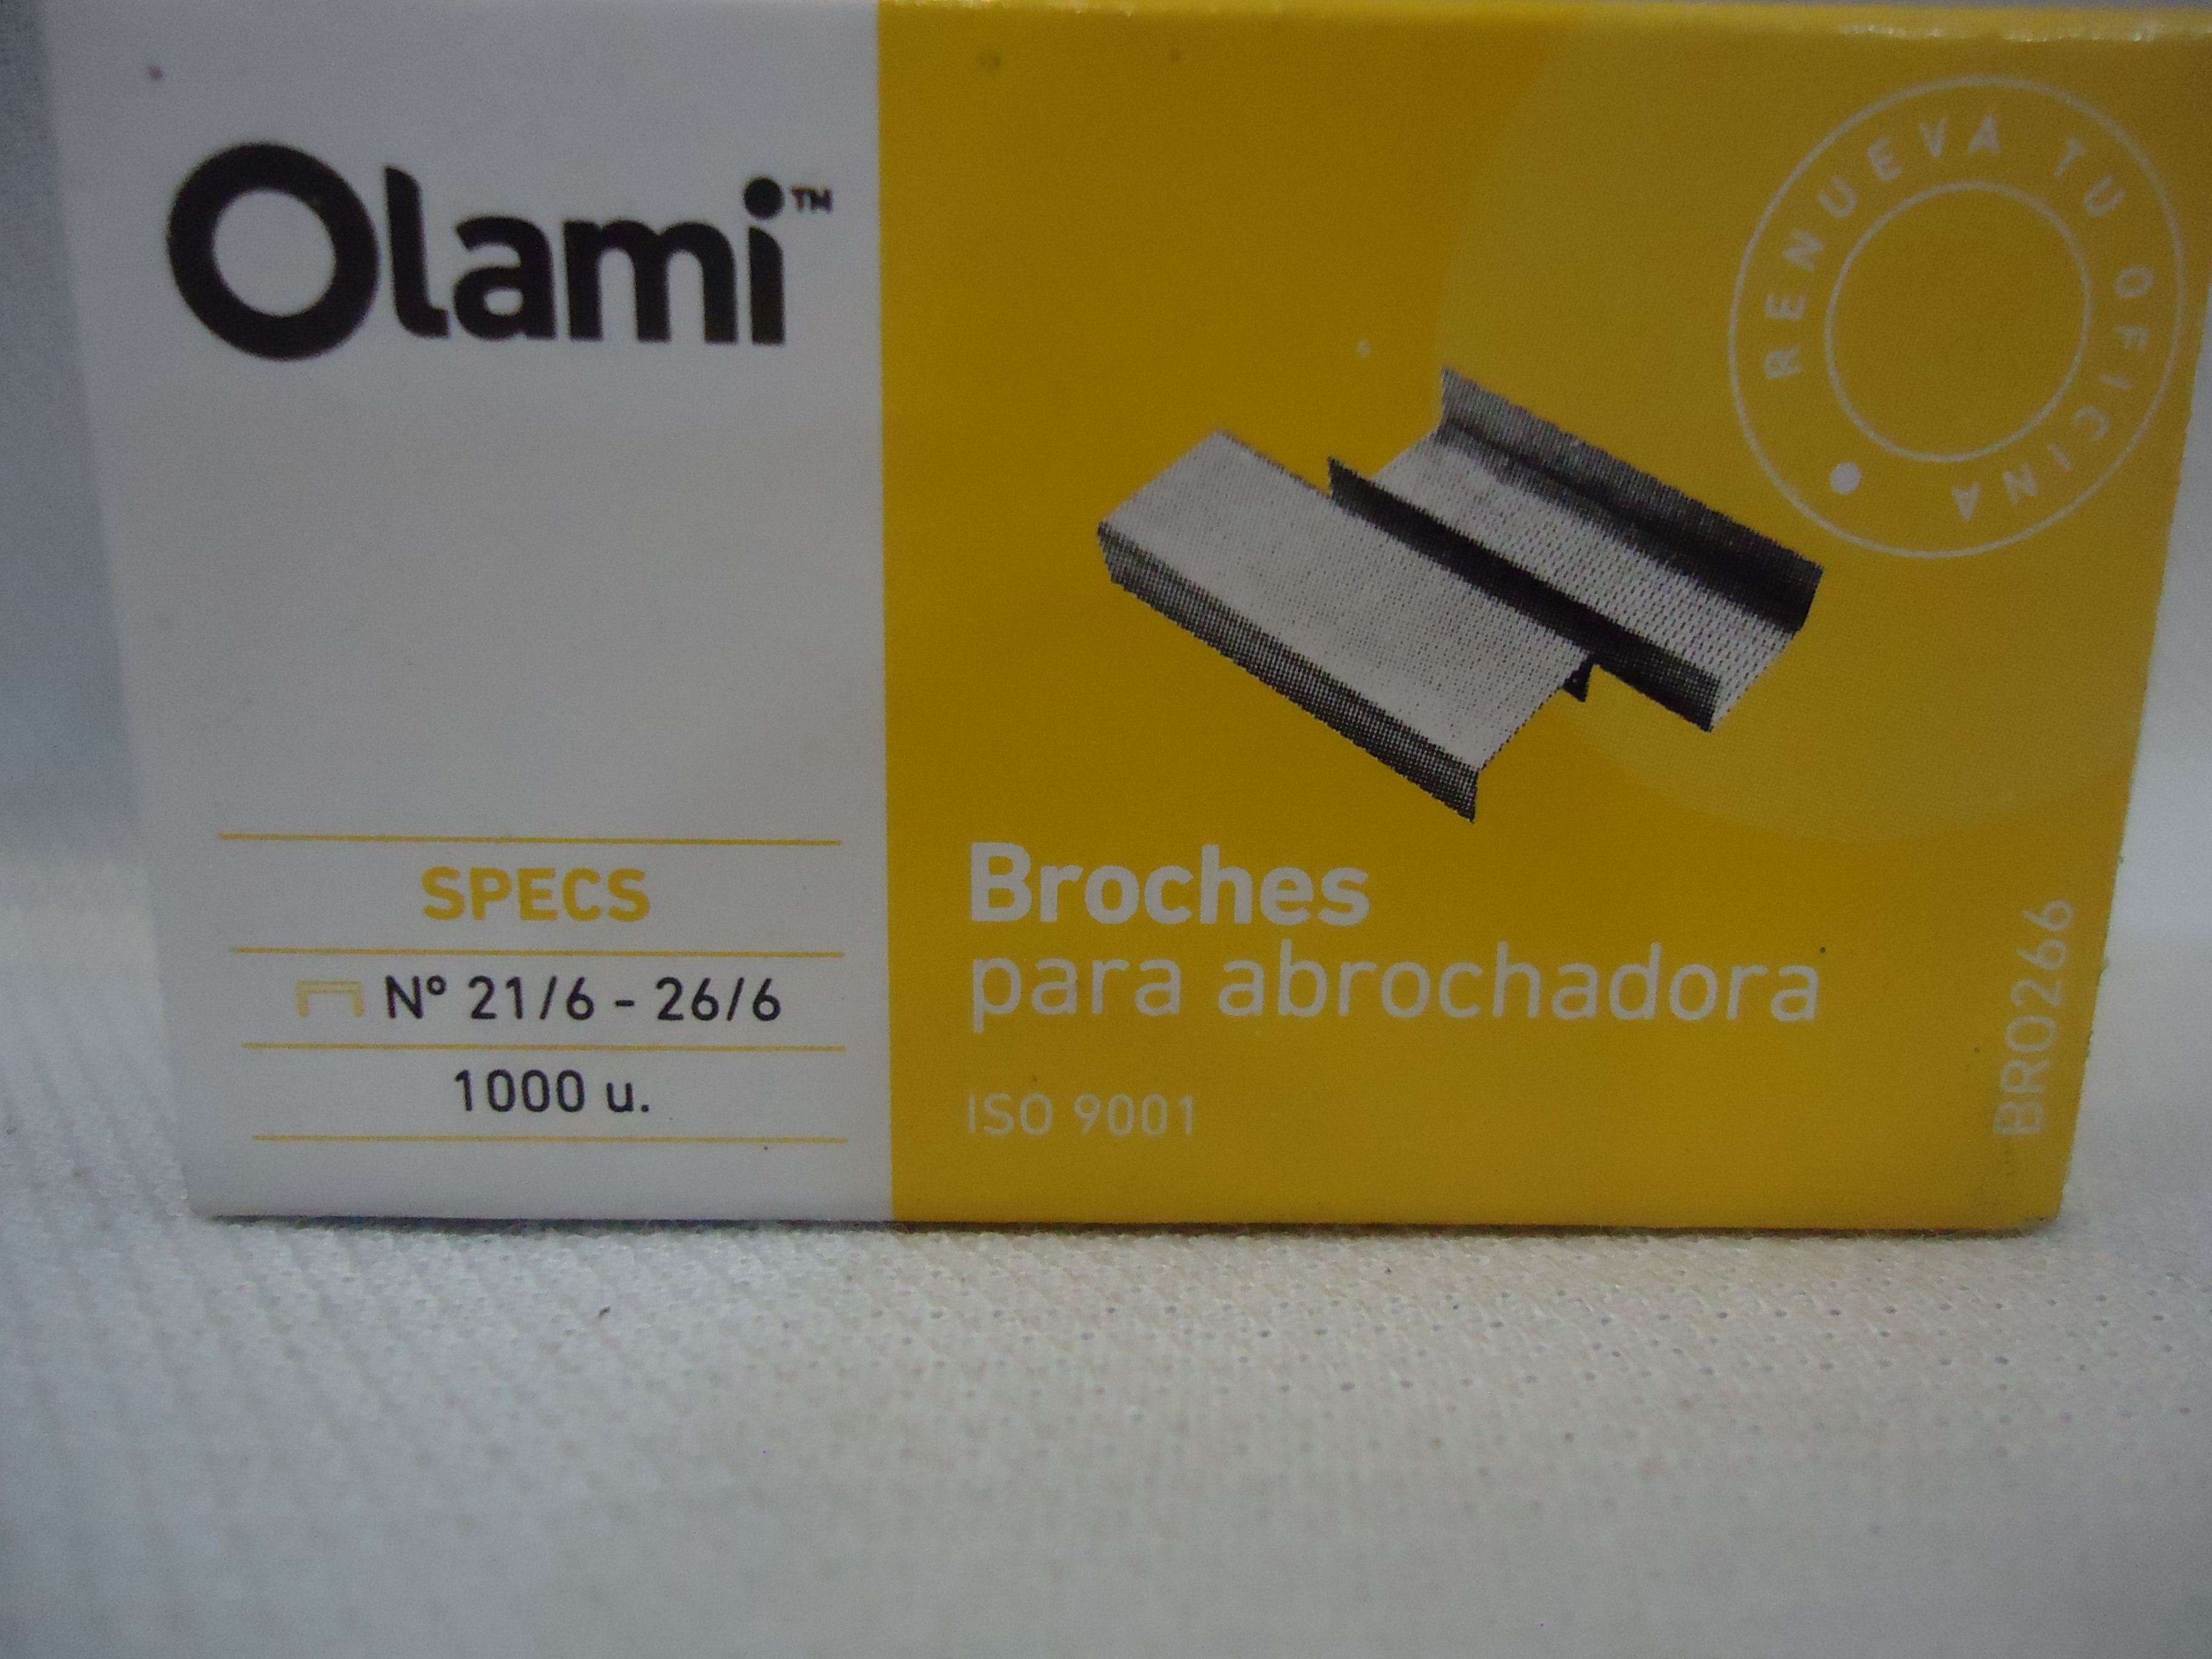 Olami™
RENUEVA TU OFICINA
SPECS
Nº 21/6 - 26/6
1000 u.
Broches
para abrochadora
ISO 9001
BR0266